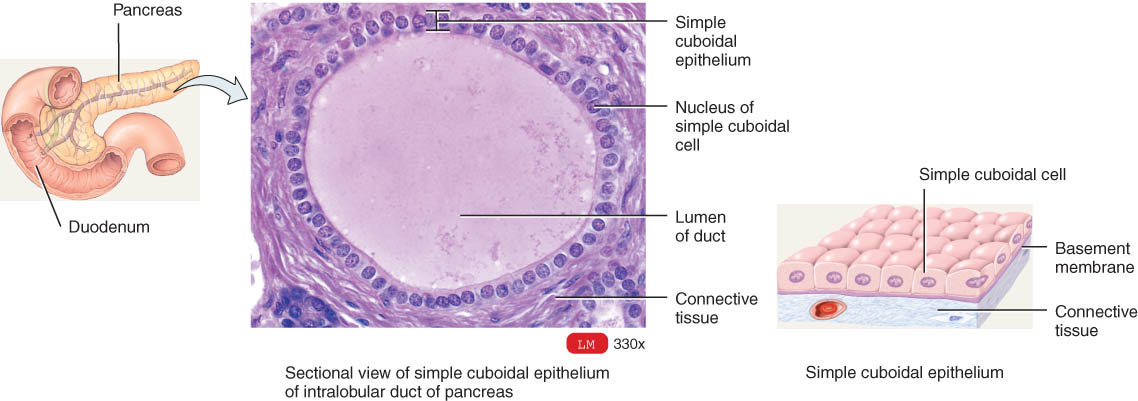 Pancreas
Duodenum
Simple
cuboidal
epithelium
Nucleus of
simple cuboidal
cell
Lumen
of duct
Connective
tissue
LM 330x
Sectional view of simple cuboidal epithelium
of intralobular duct of pancreas
Simple cuboidal cell
Basement
membrane
Connective
tissue
Simple cuboidal epithelium